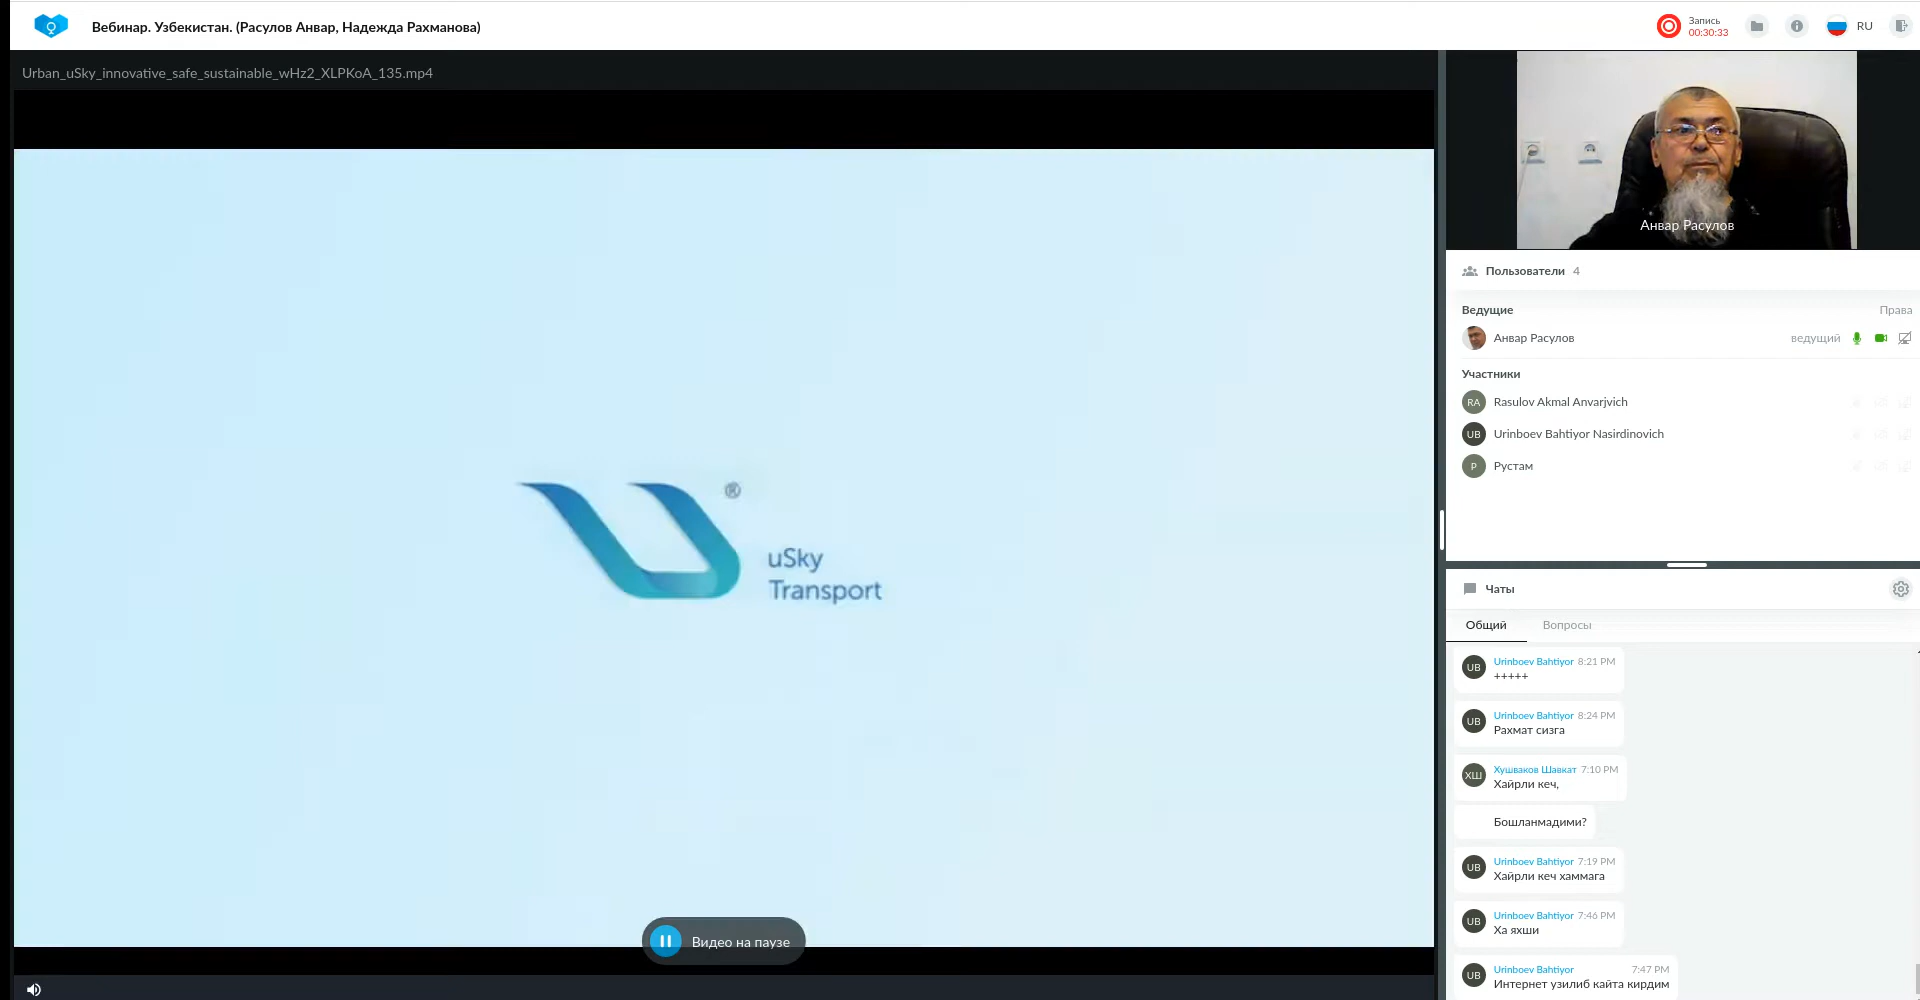 Вебинар. Узбекистан. (Расулов Анвар, Надежда Рахманова)
Запись
00:30:33
RU
Urban_uSky_innovative_safe_sustainable_wHz2_XLPKoA_135.mp4
®
uSky
Transport
Видео на паузе
Анвар Расулов
Пользователи 4
Ведущие Права
Анвар Расулов ведущий
Участники
RA Rasulov Akmal Anvarjvich
UB Urinboev Bahtiyor Nasirdinovich
Р Рустам
Чаты
Общий Вопросы
Urinboev Bahtiyor 8:21 PM
UB
+++++
Urinboev Bahtiyor 8:24 PM
UB
Рахмат сизга
Хушваков Шавкат 7:10 PM
ХШ
Хайрли кеч,
Бошланмадими?
Urinboev Bahtiyor 7:19 PM
UB
Хайрли кеч хаммага
Urinboev Bahtiyor 7:46 PM
UB
Ха яхши
Urinboev Bahtiyor 7:47 PM
UB
Интернет узилиб кайта кирдим